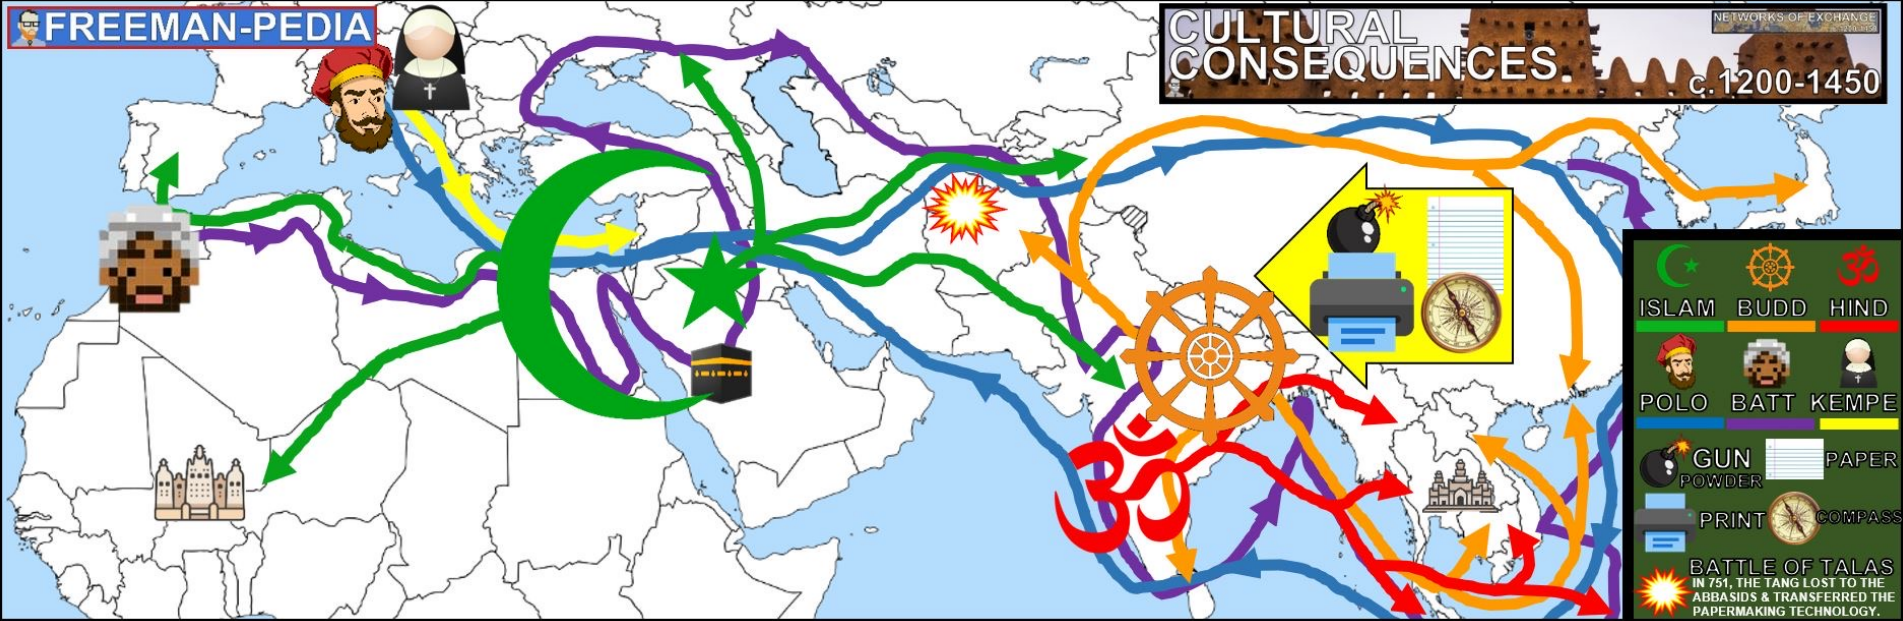 FREEMAN-PEDIA
CULTURAL
CONSEQUENCES
NETWORKS OF EXCHANGE
c.1200-1450
ISLAM BUDD HIND
POLO BATT KEMPE
GUN
POWDER
PAPER
PRINT
COMPASS
BATTLE OF TALAS
IN 751, THE TANG LOST TO THE
ABBASIDS & TRANSFERRED THE
PAPERMAKING TECHNOLOGY.